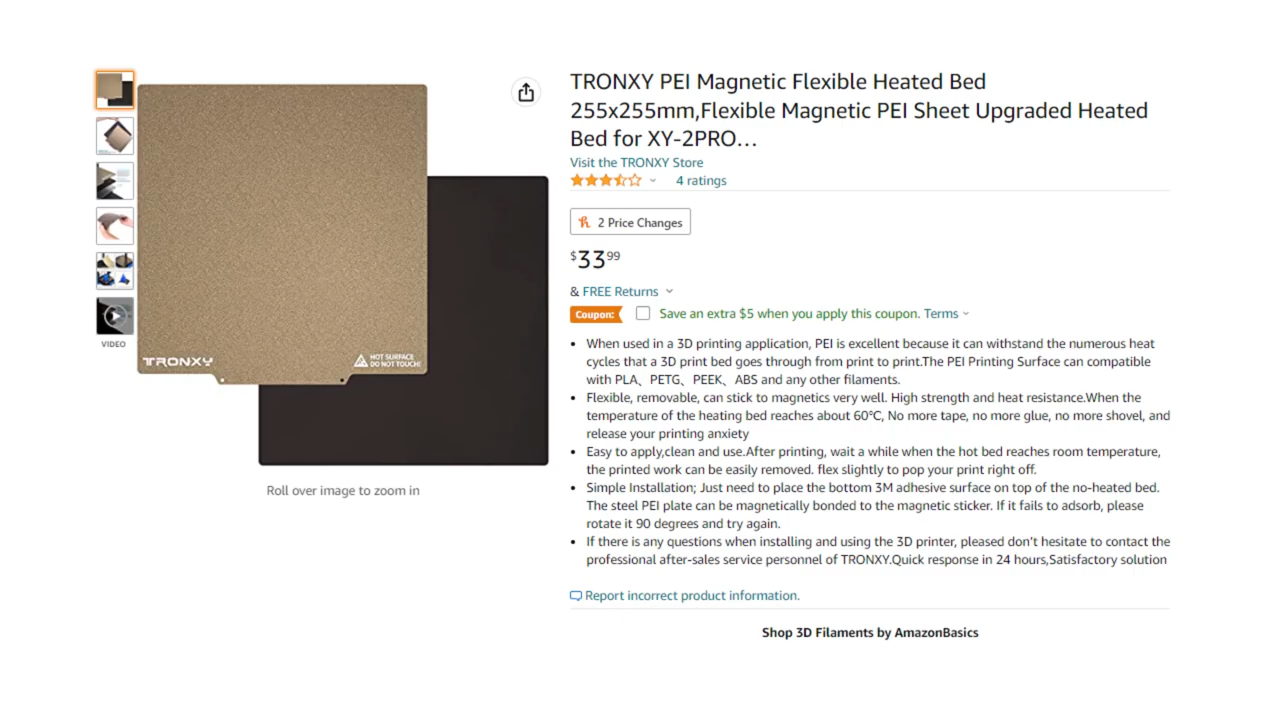 TRONXY PEI Magnetic Flexible Heated Bed
255x255mm,Flexible Magnetic PEI Sheet Upgraded Heated
Bed for XY-2PRO…
Visit the TRONXY Store
4 ratings
2 Price Changes
$33 99
& FREE Returns
Coupon: Save an extra $5 when you apply this coupon. Terms
When used in a 3D printing application, PEI is excellent because it can withstand the numerous heat
cycles that a 3D print bed goes through from print to print.The PEI Printing Surface can compatible
with PLA、PETG、PEEK、ABS and any other filaments.
Flexible, removable, can stick to magnetics very well. High strength and heat resistance.When the
temperature of the heating bed reaches about 60℃, No more tape, no more glue, no more shovel, and
release your printing anxiety
Easy to apply,clean and use.After printing, wait a while when the hot bed reaches room temperature,
the printed work can be easily removed. flex slightly to pop your print right off.
Simple Installation; Just need to place the bottom 3M adhesive surface on top of the no-heated bed.
The steel PEI plate can be magnetically bonded to the magnetic sticker. If it fails to adsorb, please
rotate it 90 degrees and try again.
If there is any questions when installing and using the 3D printer, pleased don't hesitate to contact the
professional after-sales service personnel of TRONXY.Quick response in 24 hours,Satisfactory solution
Report incorrect product information.
Shop 3D Filaments by AmazonBasics
TRONXY
HOT SURFACE
DO NOT TOUCH!
VIDEO
Roll over image to zoom in